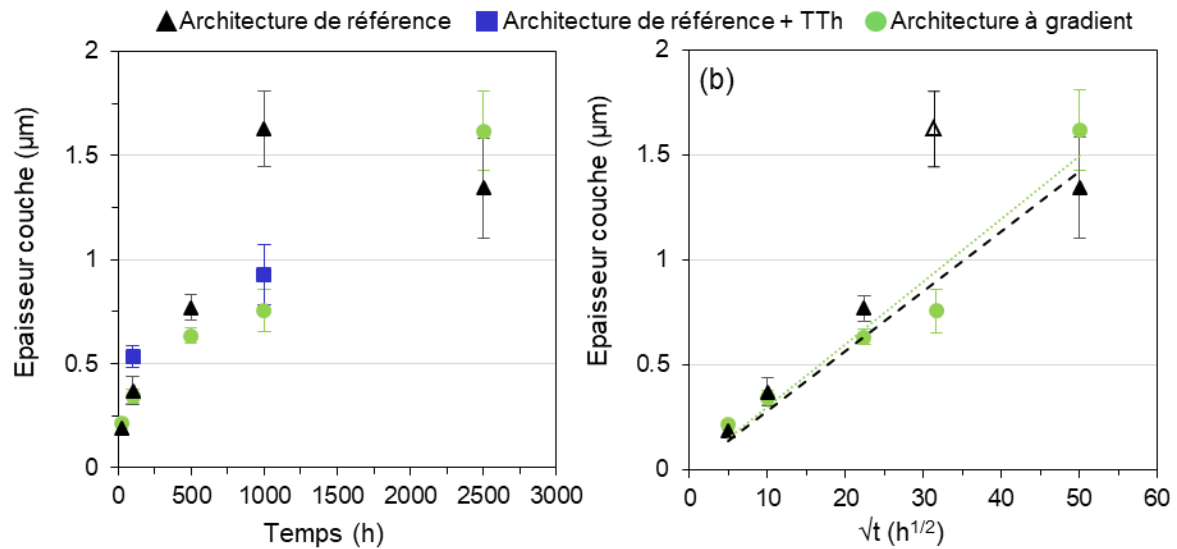 Architecture de référence Architecture de référence + TTh Architecture à gradient
Epaisseur couche (µm)
2
1.5
1
0.5
0
0 500 1000 1500 2000 2500 3000
Temps (h)
(b)
Epaisseur couche (µm)
2
1.5
1
0.5
0
0 10 20 30 40 50 60
√t (h1/2)